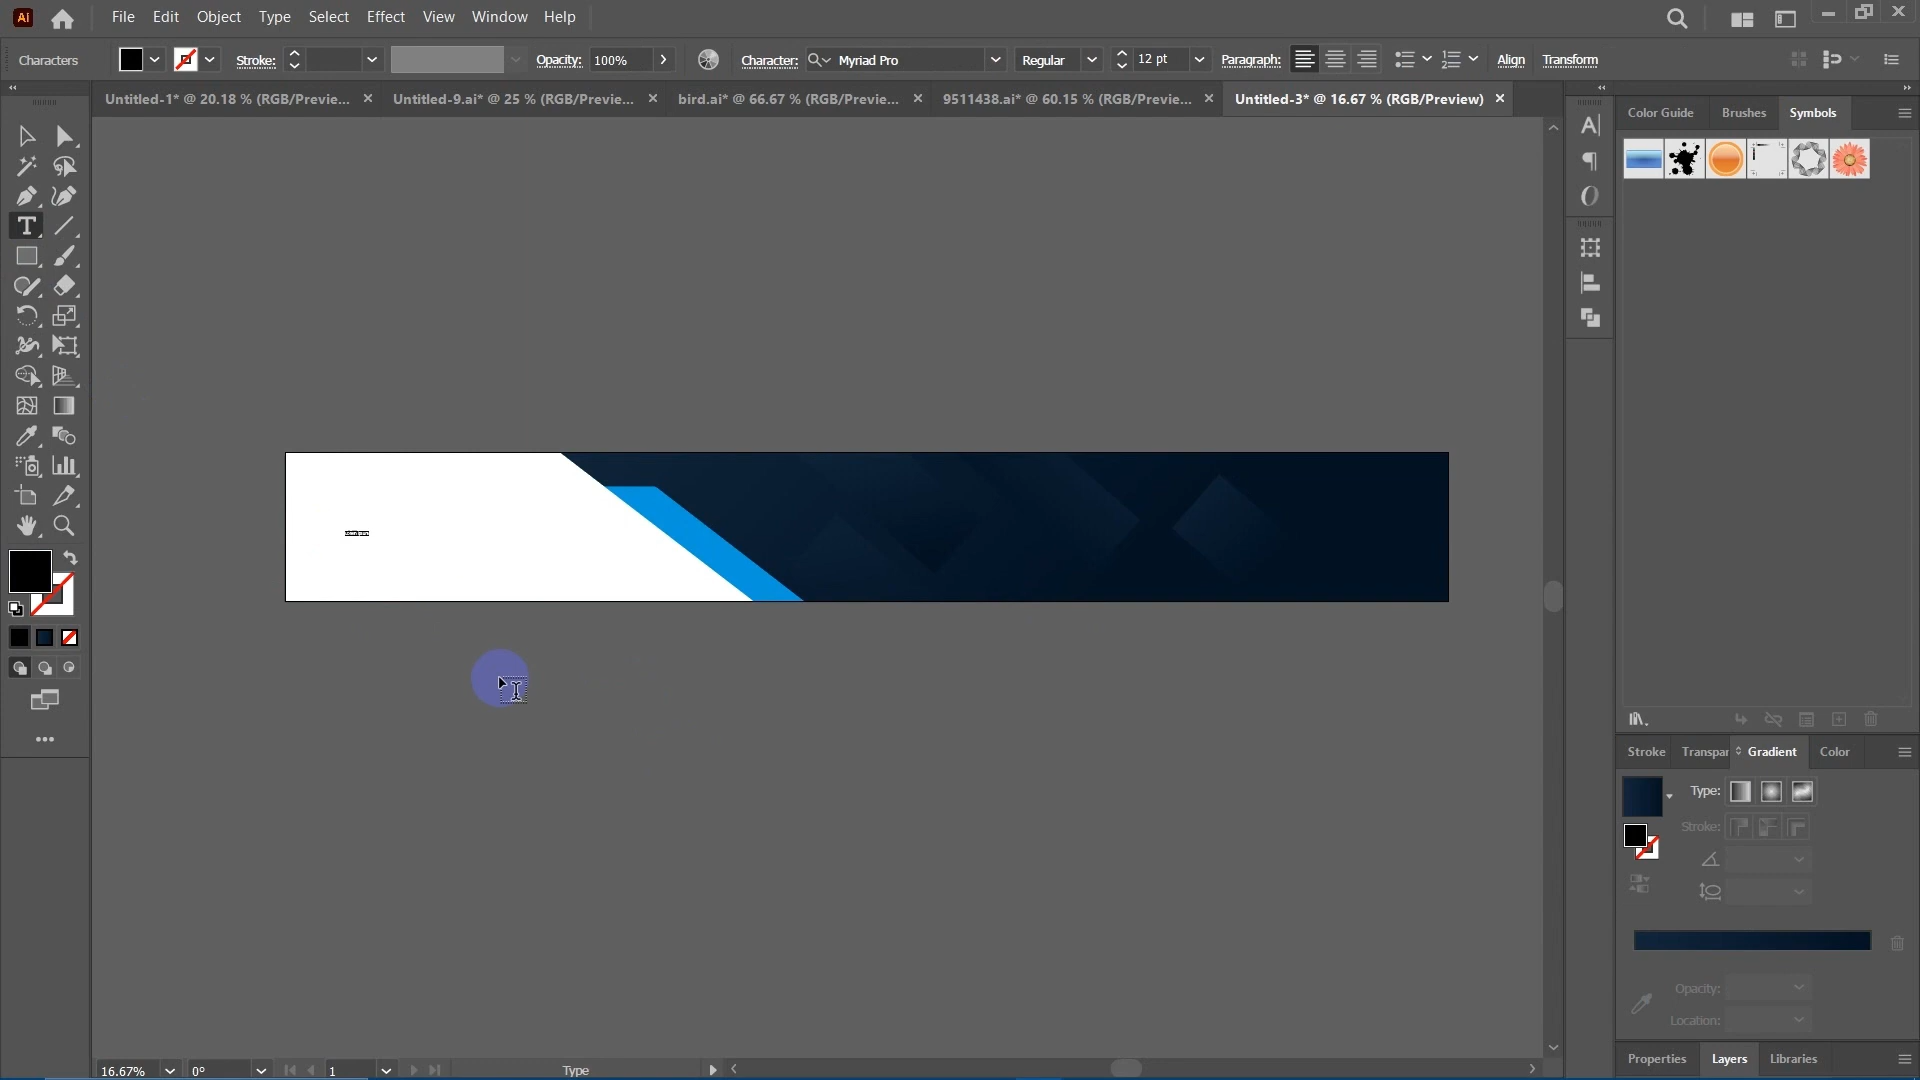 Ai File Edit Object Type Select Effect View Window Help
Characters Stroke: Opacity: 100% Character: Myriad Pro Regular 12 pt Paragraph: Align Transform
Untitled-1* @ 20.18 % (RGB/Previe... Untitled-9.ai* @ 25 % (RGB/Previe... bird.ai* @ 66.67 % (RGB/Previe... 9511438.ai* @ 60.15 % (RGB/Previe... Untitled-3* @ 16.67 % (RGB/Preview)
Color Guide Brushes Symbols
Stroke Transpar Gradient Color
Type:
Stroke:
Opacity:
Location:
Properties Layers Libraries
16.67% 0° 1 Type